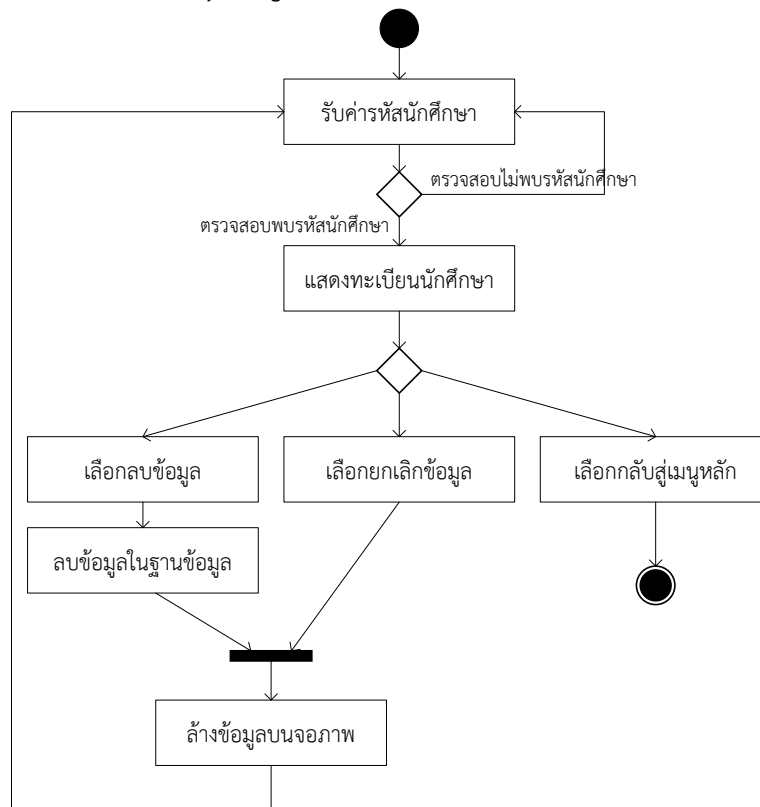 รับค่ารหัสนักศึกษา
ตรวจสอบไม่พบรหัสนักศึกษา
ตรวจสอบพบรหัสนักศึกษา
แสดงทะเบียนนักศึกษา
เลือกลบข้อมูล
เลือกยกเลิกข้อมูล
เลือกกลับสู่เมนูหลัก
ลบข้อมูลในฐานข้อมูล
ล้างข้อมูลบนจอภาพ